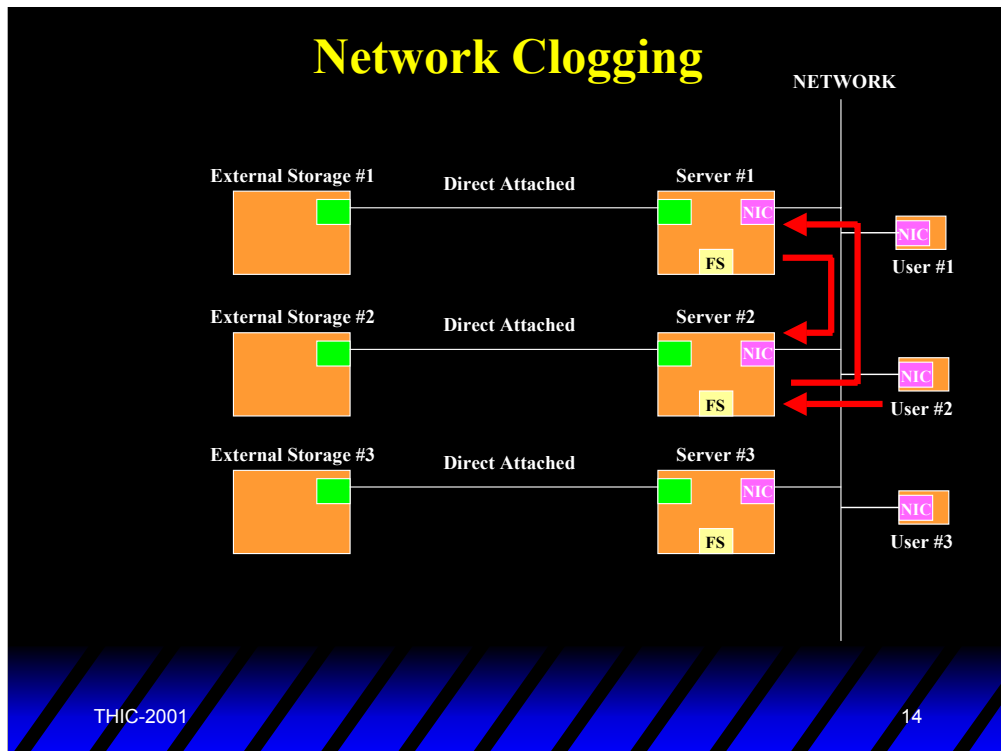 Network Clogging
NETWORK
External Storage #1
Direct Attached
Server #1
NIC
FS
NIC
User #1
External Storage #2
Direct Attached
Server #2
NIC
FS
NIC
User #2
External Storage #3
Direct Attached
Server #3
NIC
FS
NIC
User #3
THIC-2001
14